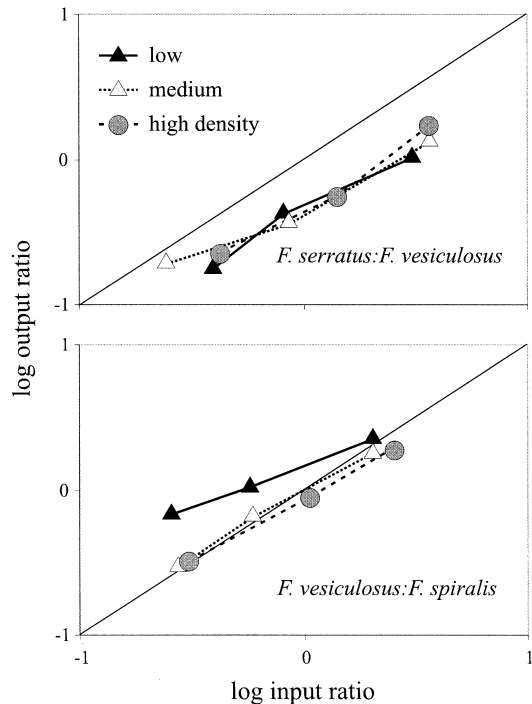 1
low
medium
high density
0
F. serratus:F. vesiculosus
-1
log output ratio
1
0
F. vesiculosus:F. spiralis
-1
-1 0 1
log input ratio